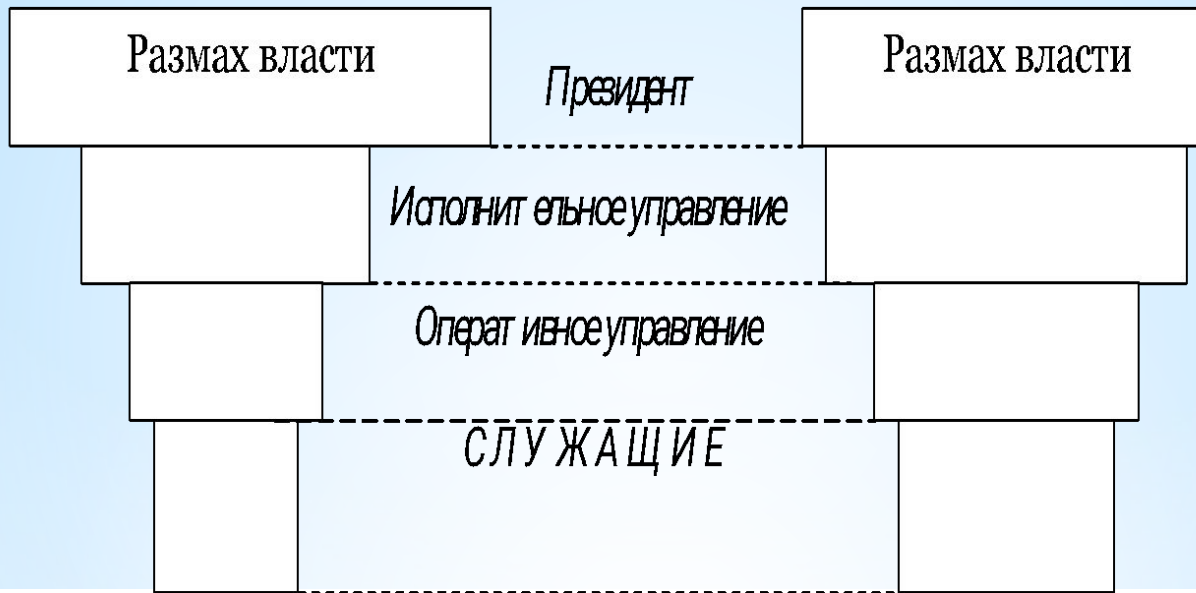 Размах власти
Президент
Размах власти
Исполнительное управление
Оперативное управление
СЛУЖАЩИЕ